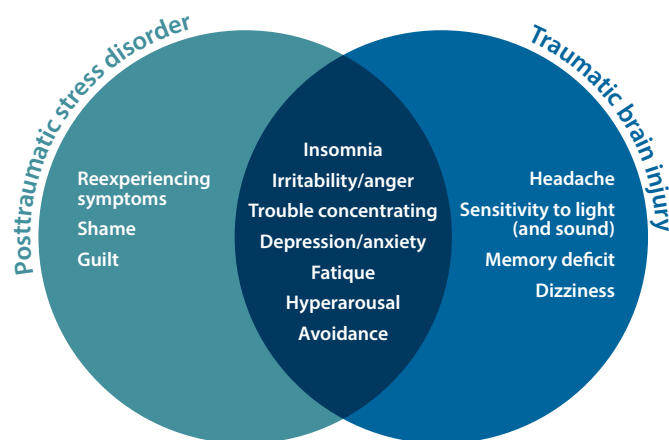 Posttraumatic stress disorder
Reexperiencing
symptoms
Shame
Guilt
Insomnia
Irritability/anger
Trouble concentrating
Depression/anxiety
Fatique
Hyperarousal
Avoidance
Traumatic brain injury
Headache
Sensitivity to light
(and sound)
Memory deficit
Dizziness